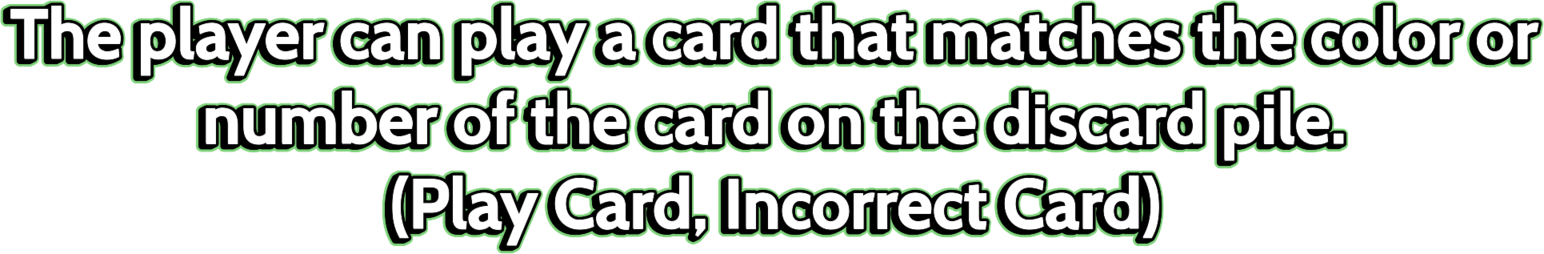 The player can play a card that matches the color or
number of the card on the discard pile.
(Play Card, Incorrect Card)